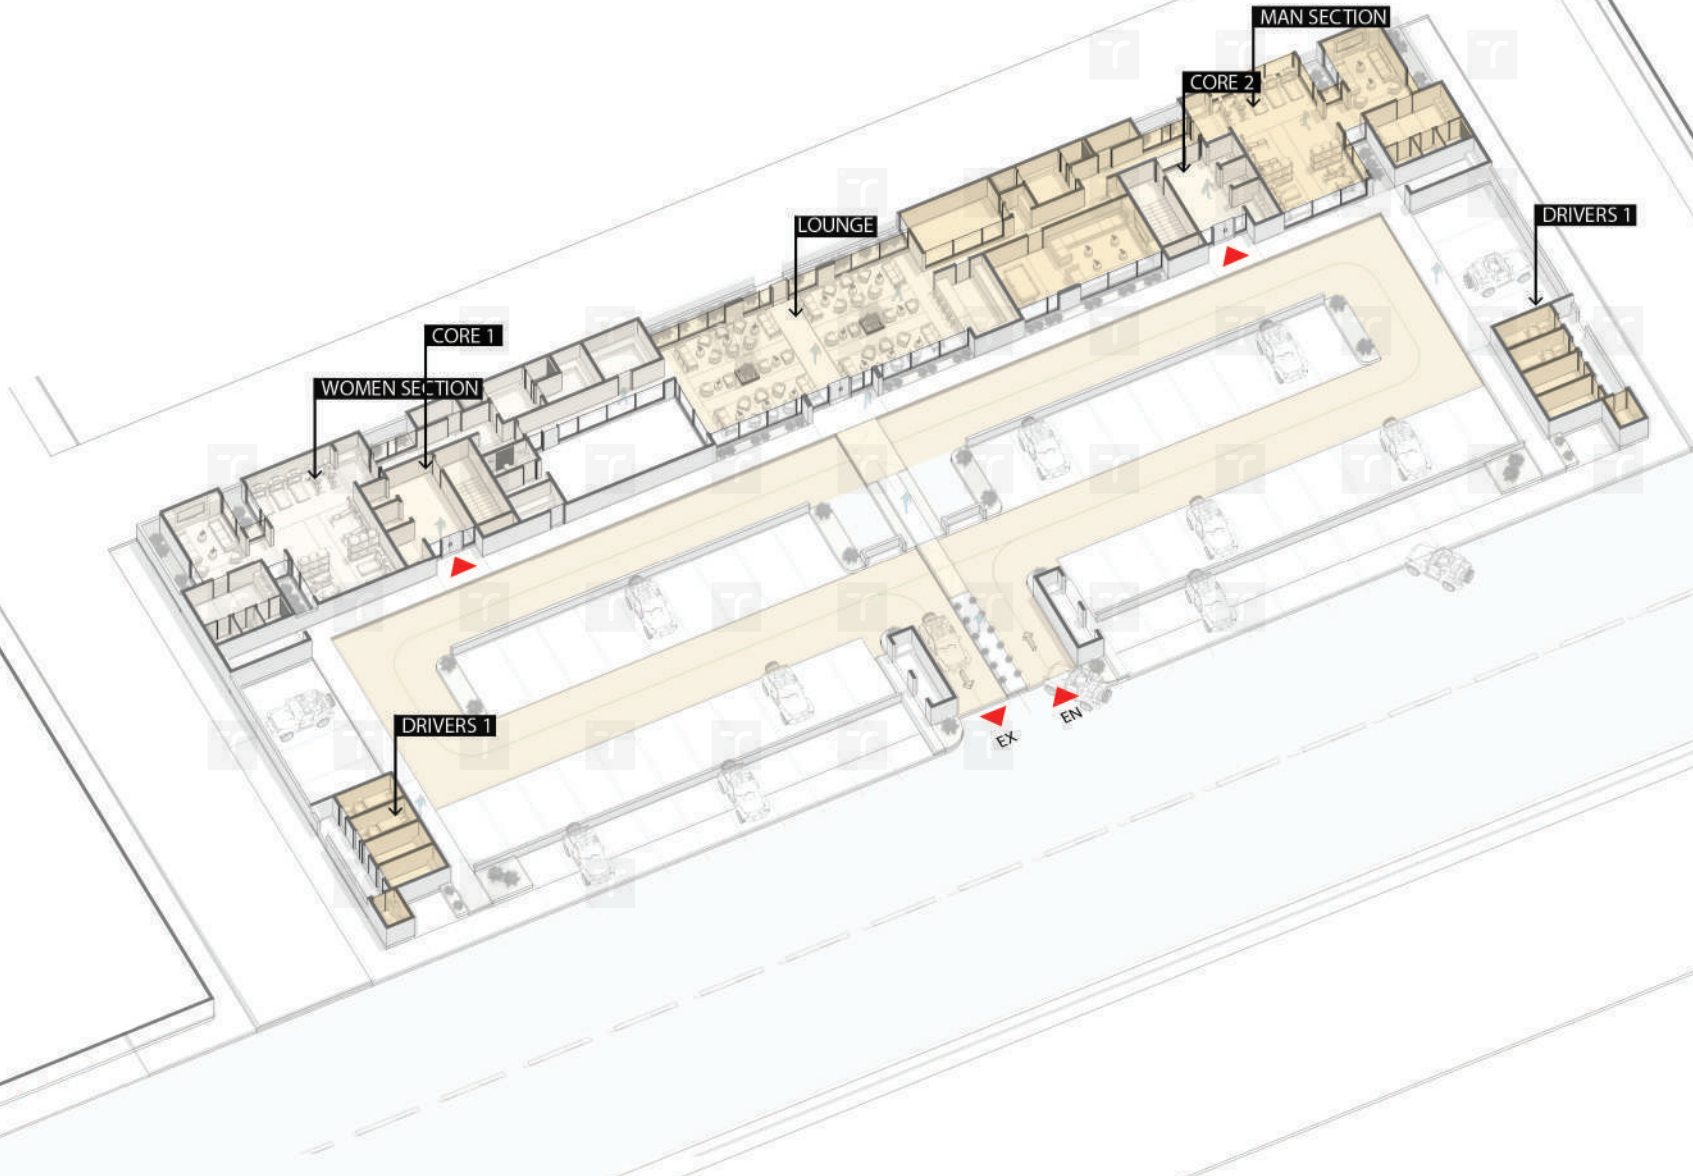 MAN SECTION
CORE 2
DRIVERS 1
LOUNGE
CORE 1
WOMEN SECTION
DRIVERS 1
EN
EX